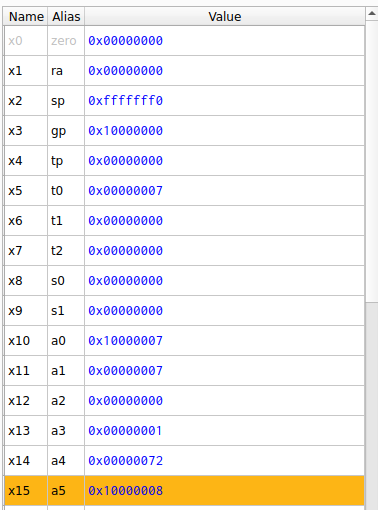 Name Alias Value
x0 zero 0x00000000
x1 ra 0x00000000
x2 sp 0xfffffff0
x3 gp 0x10000000
x4 tp 0x00000000
x5 t0 0x00000007
x6 t1 0x00000000
x7 t2 0x00000000
x8 s0 0x00000000
x9 s1 0x00000000
x10 a0 0x10000007
x11 a1 0x00000007
x12 a2 0x00000000
x13 a3 0x00000001
x14 a4 0x00000072
x15 a5 0x10000008